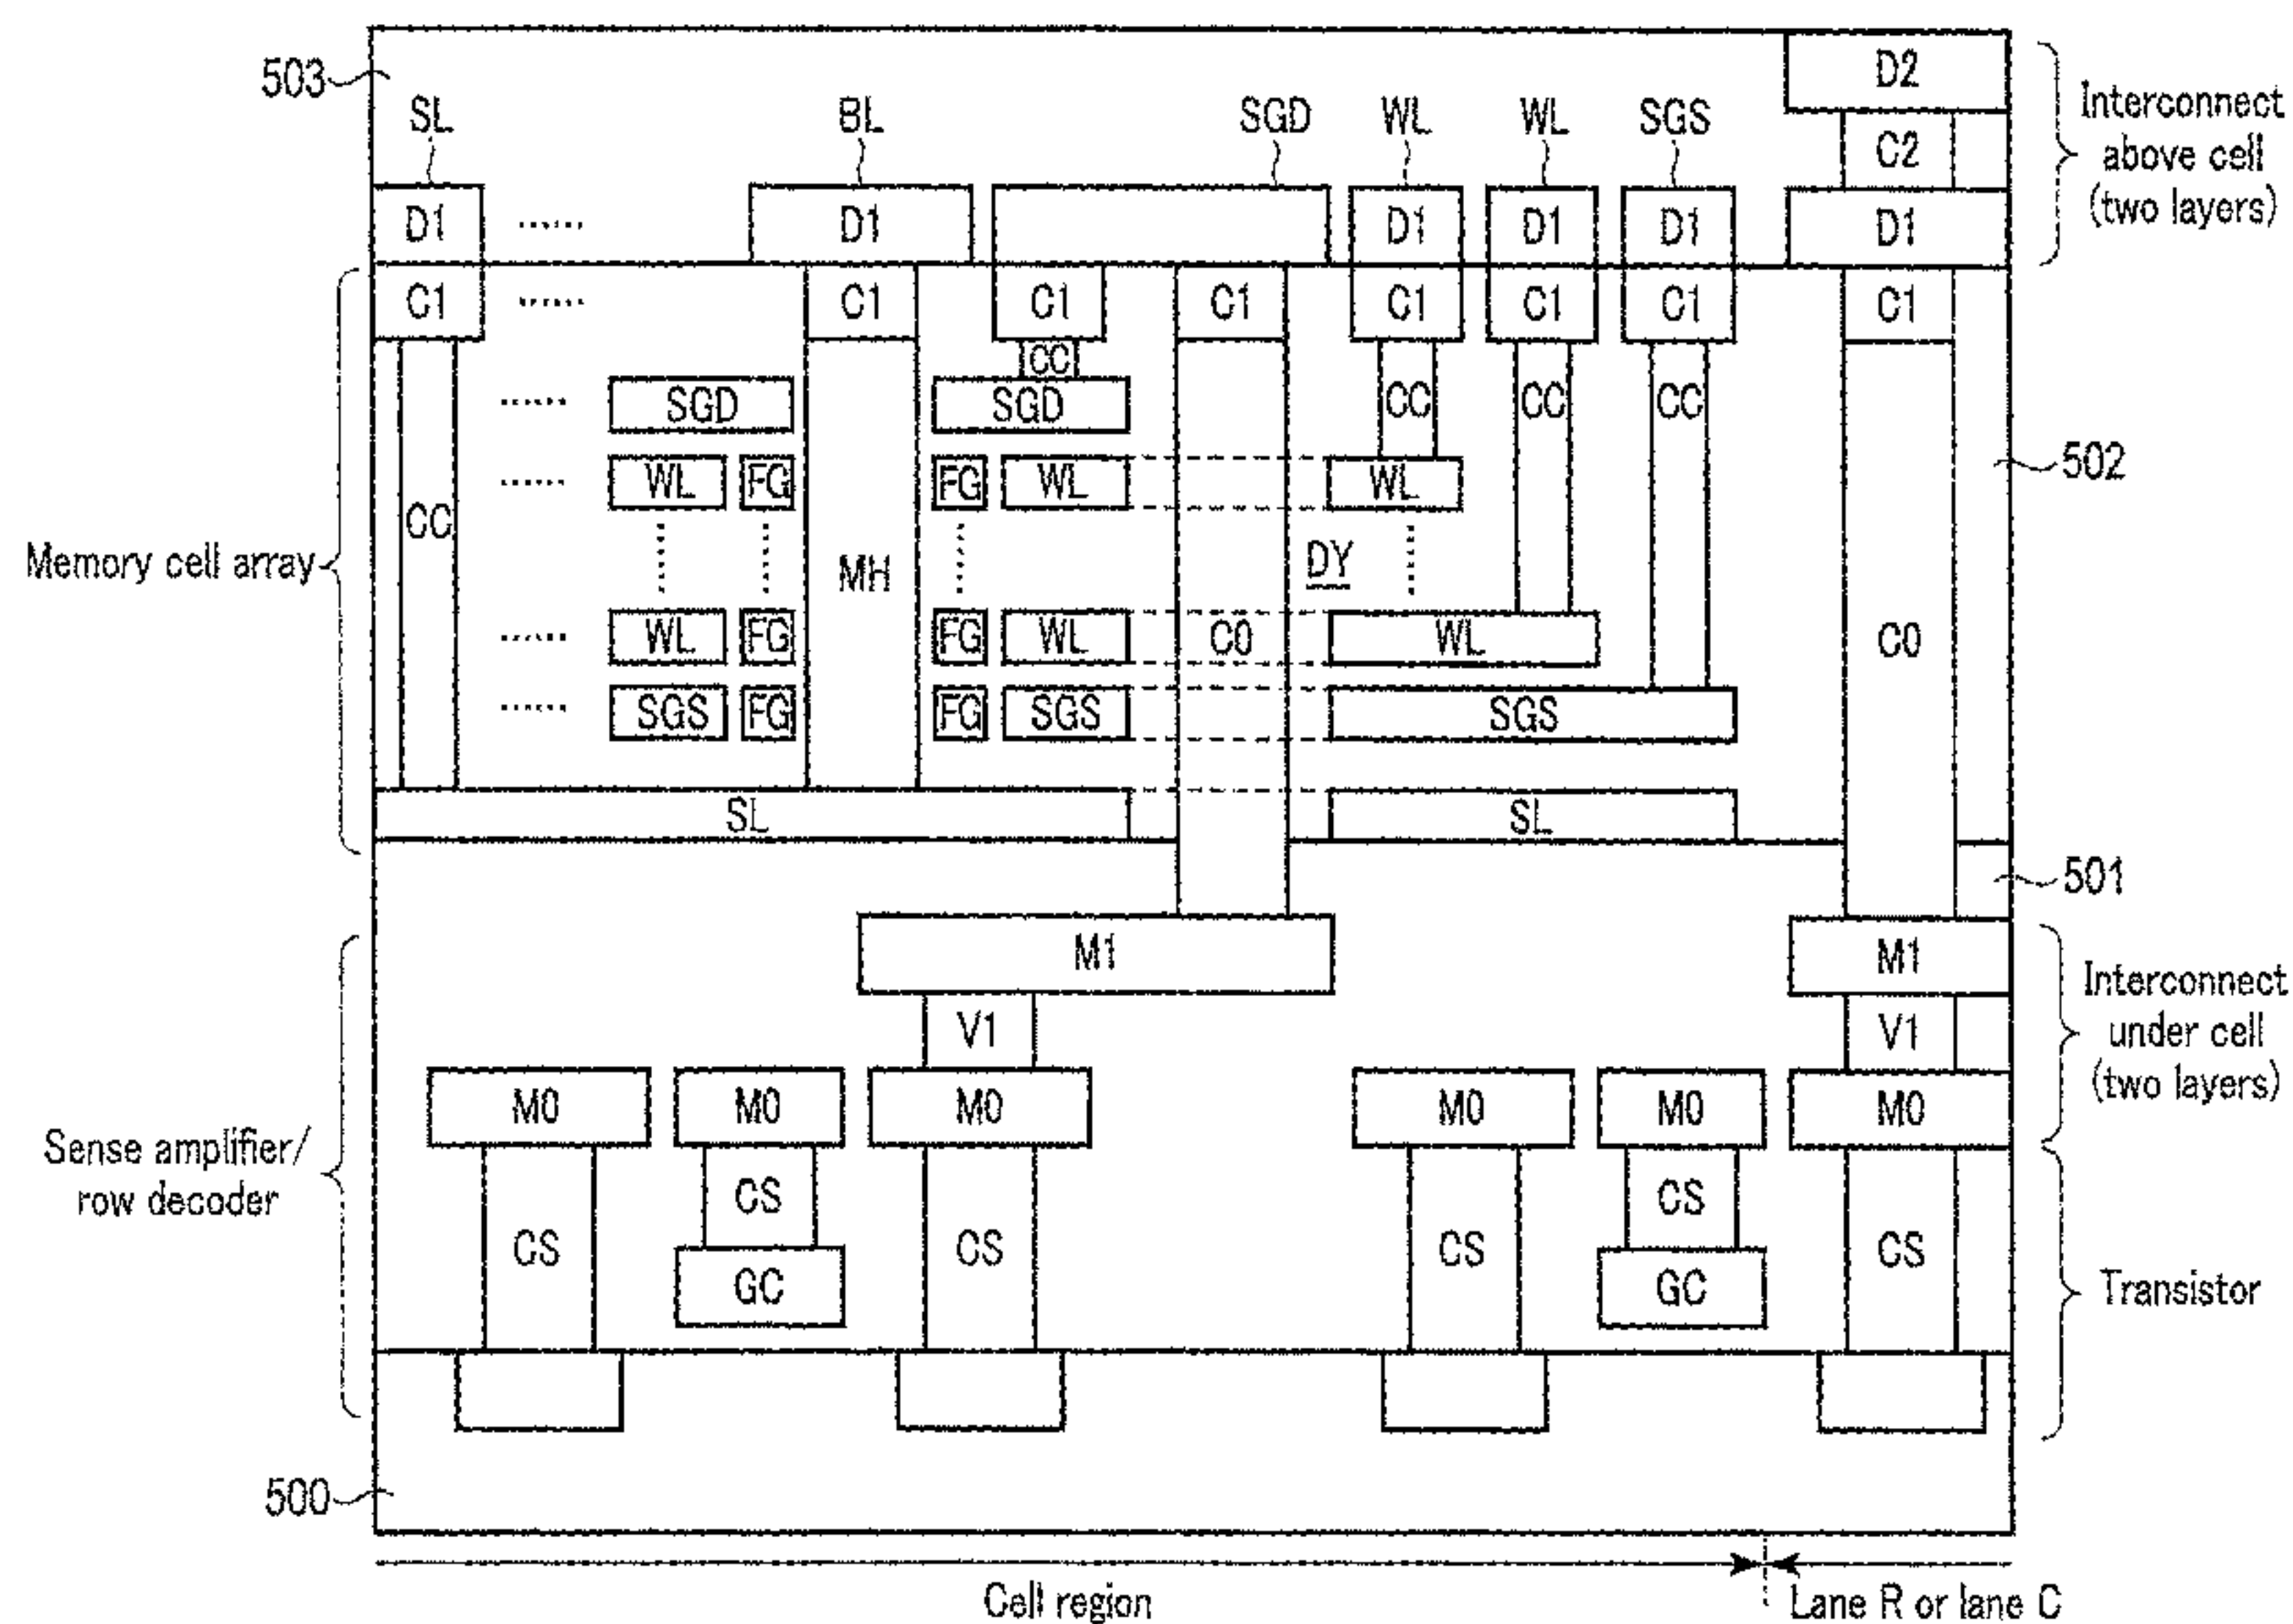 503
D2
SL
BL
SGD
WL
WL
SGS
Interconnect
above cell
(two layers)
C2
D1
......
D1
D1
D1
D1
D1
C1
......
C1
C1
C1
C1
C1
C1
C1
CC
......
SGD
SGD
CC
CC
CC
502
......
WL
FG
FG
WL
WL
CC
Memory cell array
MH
DY
......
WL
FG
FG
WL
C0
WL
C0
......
SGS
FG
FG
SGS
SGS
SL
SL
501
M1
M1
Interconnect
under cell
(two layers)
V1
V1
M0
M0
M0
M0
M0
M0
Sense amplifier/
row decoder
CS
CS
CS
CS
CS
CS
GC
GC
Transistor
500
Cell region
Lane R or lane C